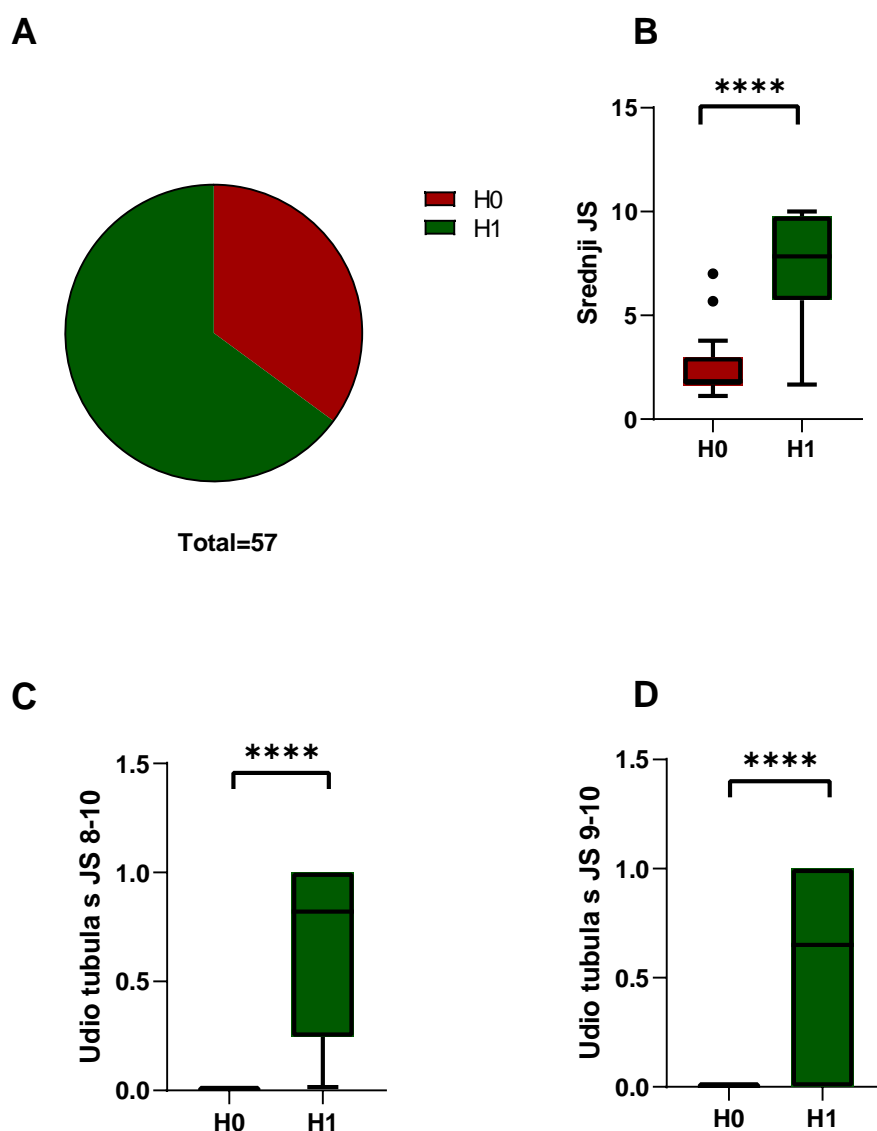 A
H0
H1
Total=57
B
****
Srednji JS
15
10
5
0
H0
H1
C
****
Udio tubula s JS 8-10
1.5
1.0
0.5
0.0
H0
H1
D
****
Udio tubula s JS 9-10
1.5
1.0
0.5
0.0
H0
H1